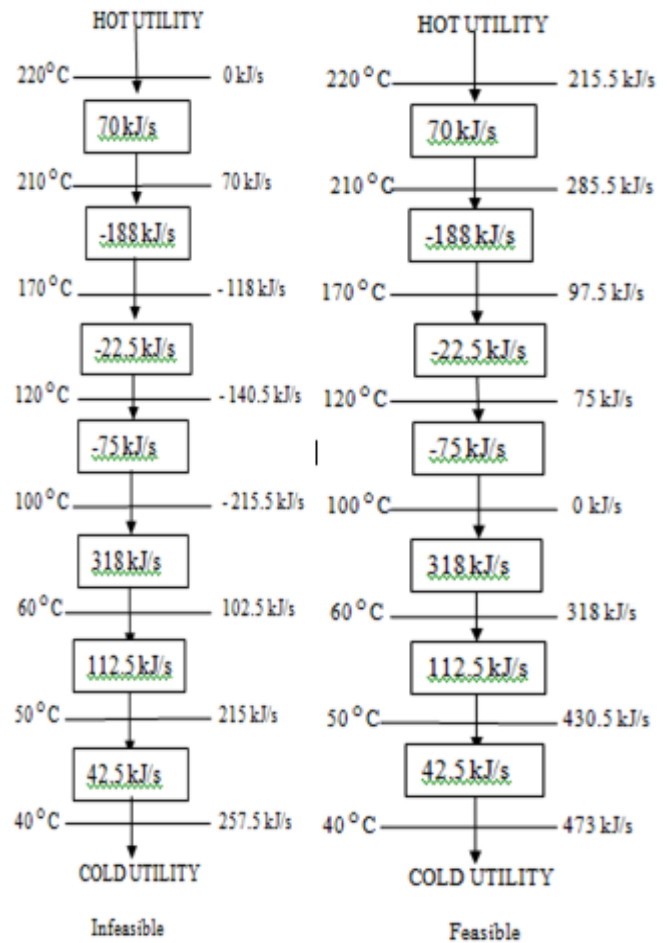 HOT UTILITY
220°C 0 kJ/s
70 kJ/s
210°C 70 kJ/s
-188 kJ/s
170°C -118 kJ/s
-22.5 kJ/s
120°C -140.5 kJ/s
-75 kJ/s
100°C -215.5 kJ/s
318 kJ/s
60°C 102.5 kJ/s
112.5 kJ/s
50°C 215 kJ/s
42.5 kJ/s
40°C 257.5 kJ/s
COLD UTILITY
Infeasible
HOT UTILITY
220°C 215.5 kJ/s
70 kJ/s
210°C 285.5 kJ/s
-188 kJ/s
170°C 97.5 kJ/s
-22.5 kJ/s
120°C 75 kJ/s
-75 kJ/s
100°C 0 kJ/s
318 kJ/s
60°C 318 kJ/s
112.5 kJ/s
50°C 430.5 kJ/s
42.5 kJ/s
40°C 473 kJ/s
COLD UTILITY
Feasible